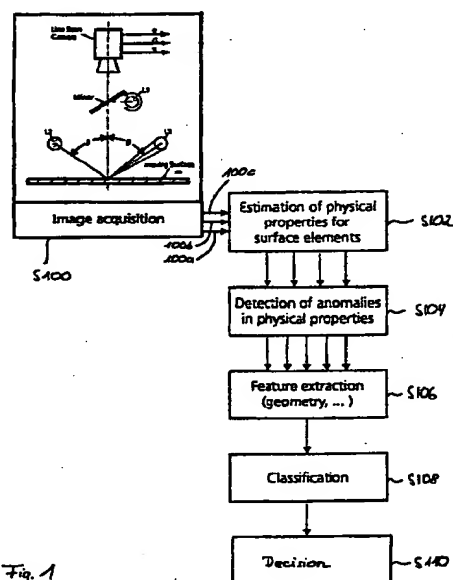 Line Scan
Camera
Mirror
L1
L2
L3
Image acquisition
S100
100c
100b
100a
Estimation of physical
properties for
surface elements
S102
Detection of anomalies
in physical properties
S104
Feature extraction
(geometry, ... )
S106
Classification
S108
Decision
S110
Fig. 1